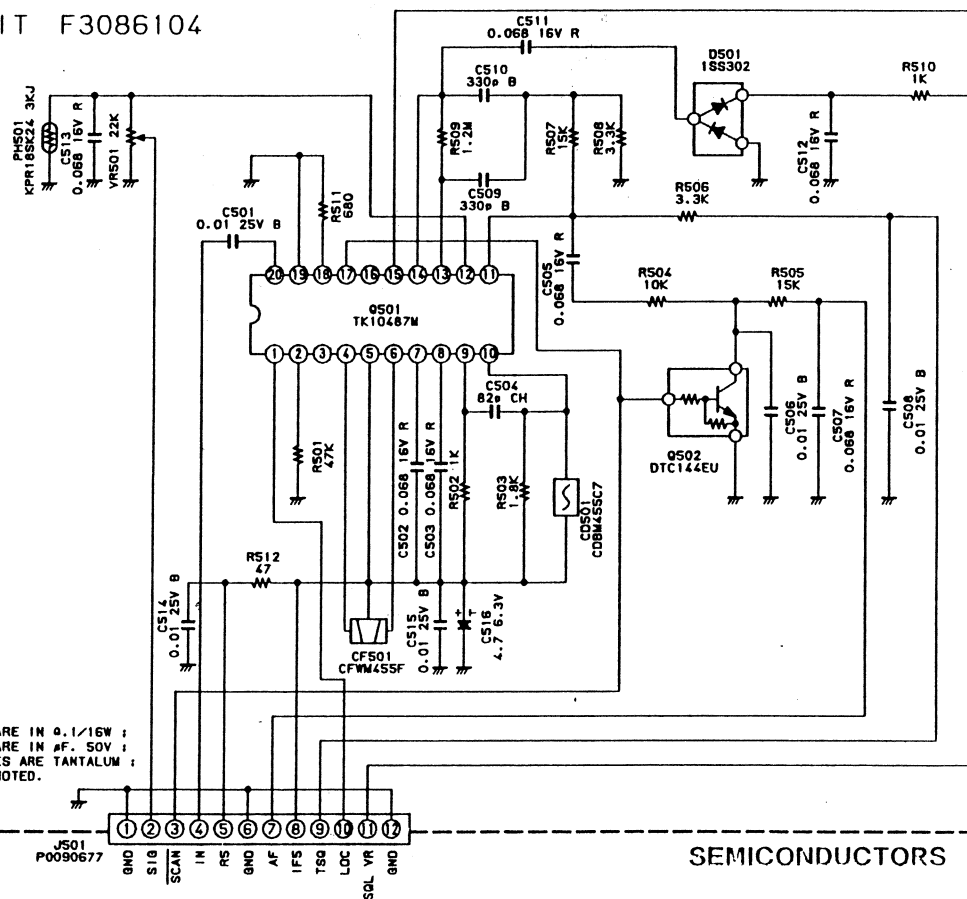 IT F3086104
C511
0.068 16V R
C510
330p B
D501
1SS302
R510
1K
PH501
KPR18SK24 3KJ
C513
0.068 16V R
VR501 22K
R509
1.2M
R507
15K
R508
3.3K
C512
0.068 16V R
C509
330p B
R506
3.3K
R511
680
C501
0.01 25V B
20 19 18 17 16 15 14 13 12 11
C505
0.068 16V R
R504
10K
R505
15K
Q501
TK10487M
1 2 3 4 5 6 7 8 9 10
C504
82p CH
R501
47K
C502 0.068 16V R
C503 0.068 16V R
R502 1K
R503
1.8K
CD501
CDBM455C7
Q502
DTC144EU
C506
0.01 25V B
C507
0.068 16V R
C508
0.01 25V B
R512
47
C514
0.01 25V B
CF501
CFWM455F
C515
0.01 25V B
C516
4.7 6.3V
ARE IN Ω.1/16W ;
ARE IN µF. 50V ;
ES ARE TANTALUM ;
NOTED.
J501
P0090677
1 2 3 4 5 6 7 8 9 10 11 12
GND
SIG
SCAN
IN
R5
GND
AF
IF5
TSQ
LOC
SQL VR
GND
SEMICONDUCTORS